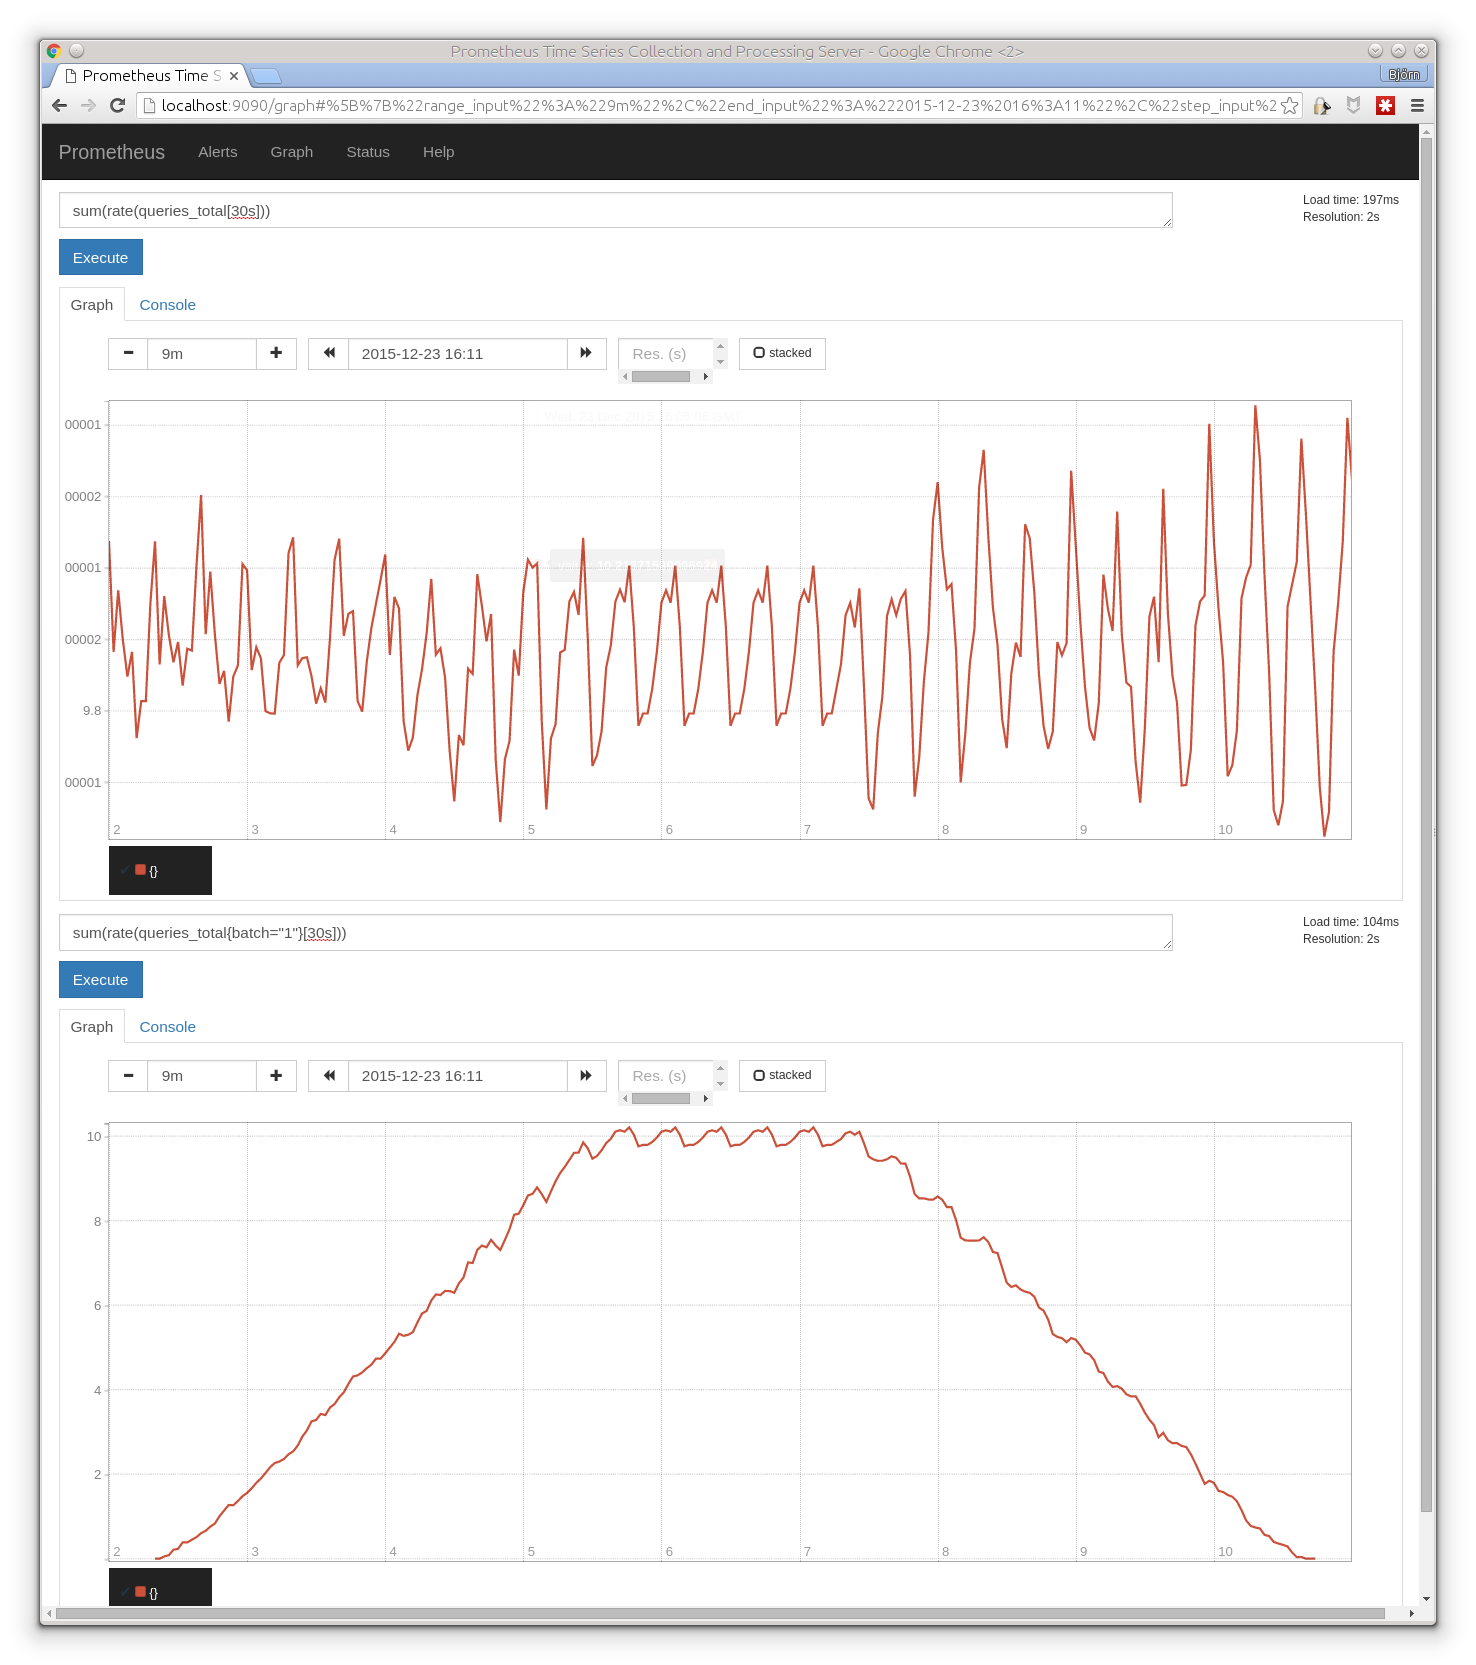 Prometheus Time Series Collection and Processing Server - Google Chrome <2>
Prometheus Time S
Björn
localhost:9090/graph#%5B%7B%22range_input%22%3A%229m%22%2C%22end_input%22%3A%222015-12-23%2016%3A11%22%2C%22step_input%2
Prometheus Alerts Graph Status Help
sum(rate(queries_total[30s]))
Load time: 197ms
Resolution: 2s
Execute
Graph Console
9m 2015-12-23 16:11 Res. (s) stacked
00001
00002
00001
00002
9.8
00001
2 3 4 5 6 7 8 9 10
{}
sum(rate(queries_total{batch="1"}[30s]))
Load time: 104ms
Resolution: 2s
Execute
Graph Console
9m 2015-12-23 16:11 Res. (s) stacked
10
8
6
4
2
2 3 4 5 6 7 8 9 10
{}